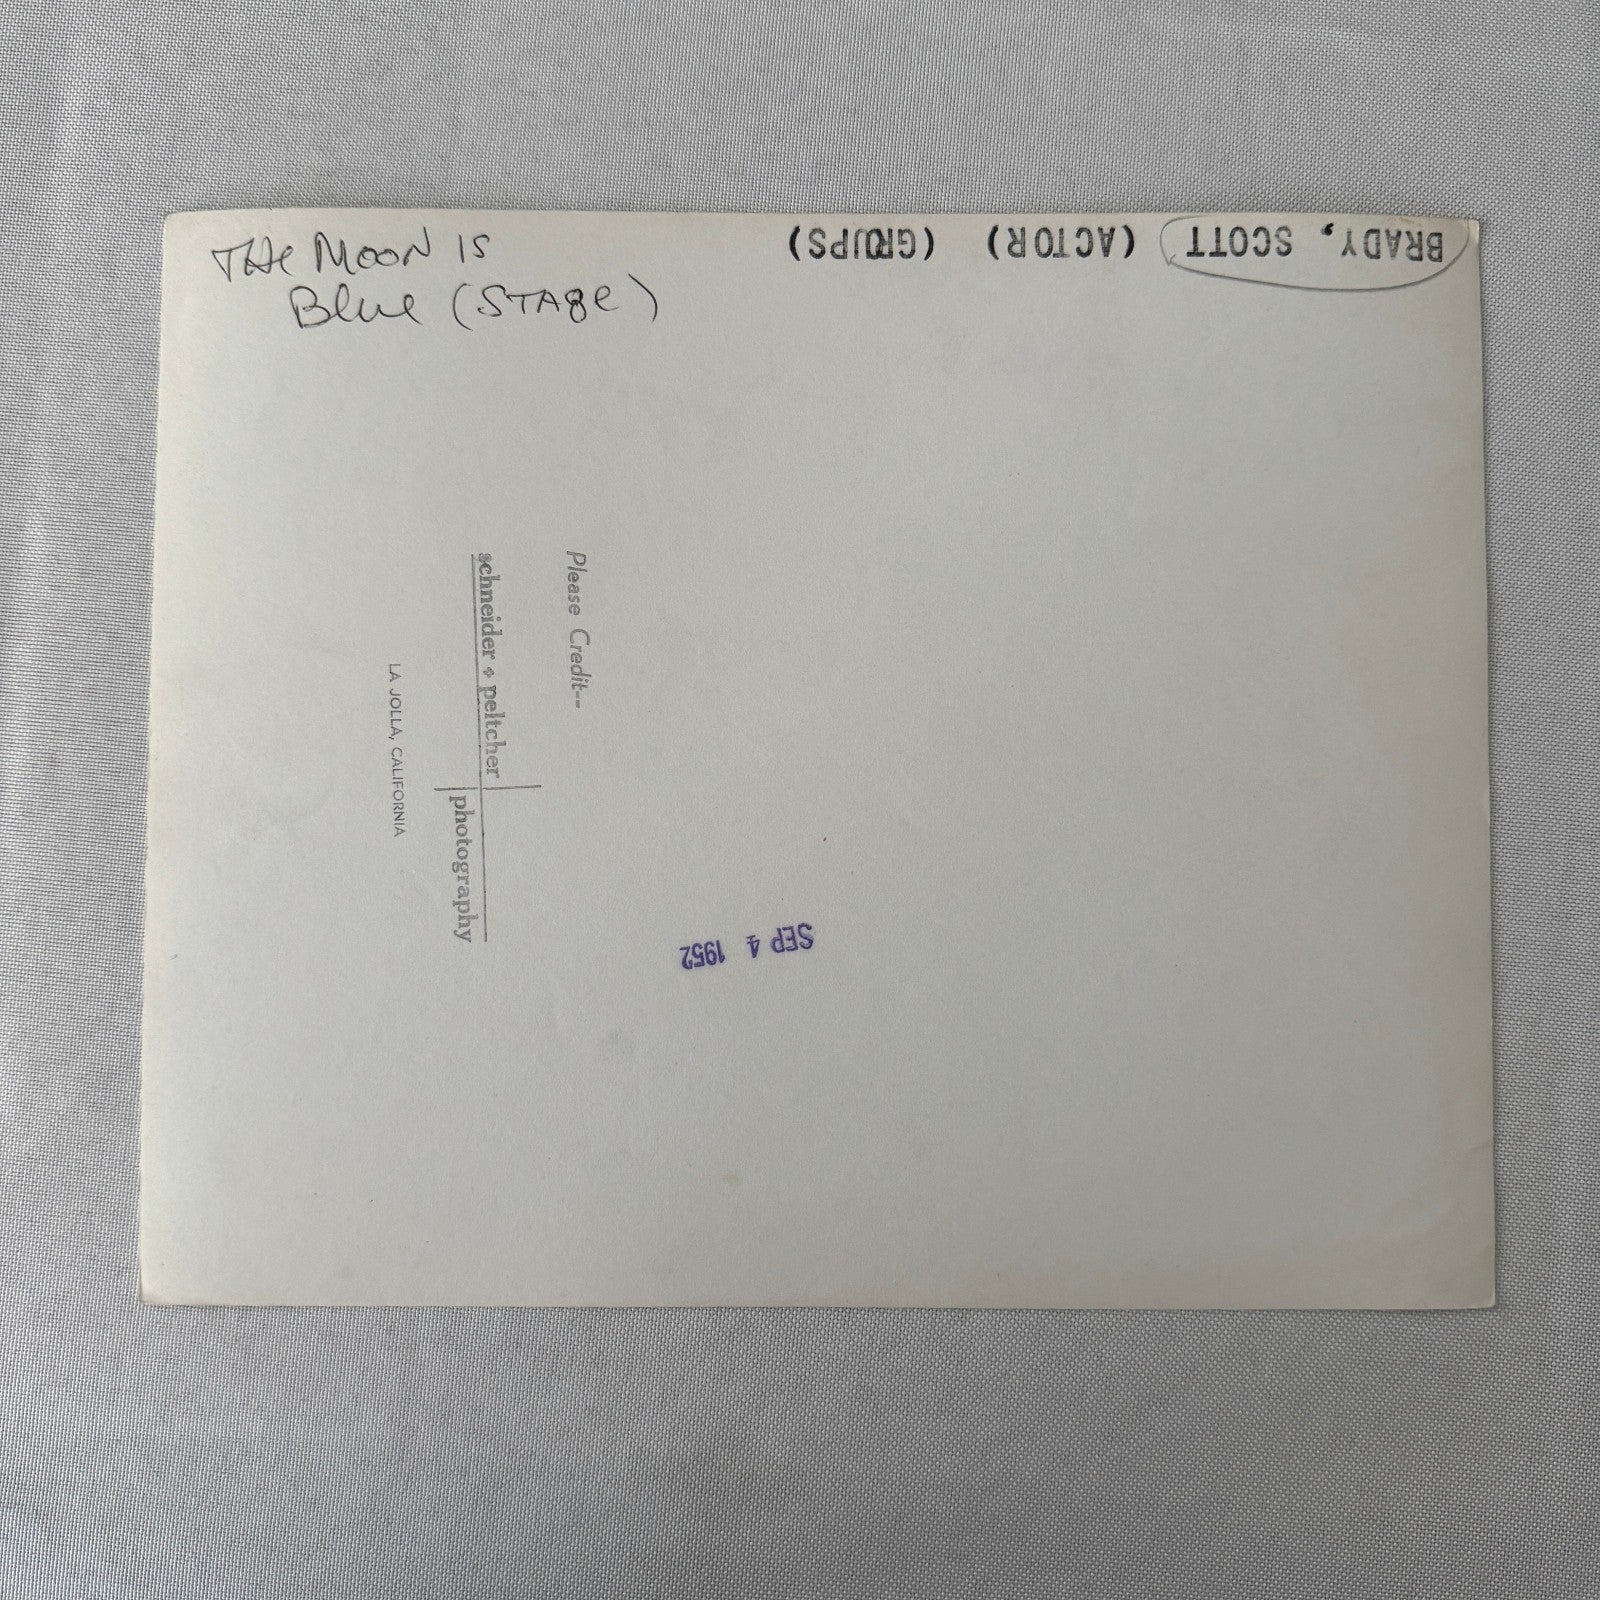 THe MooN IS
Blue (STAGe)
BRADY, SCOTT (ACTOR) (GROUPS)
Please Credit--
schneider + peltcher
photography
LA JOLLA, CALIFORNIA
SEP 4 1952